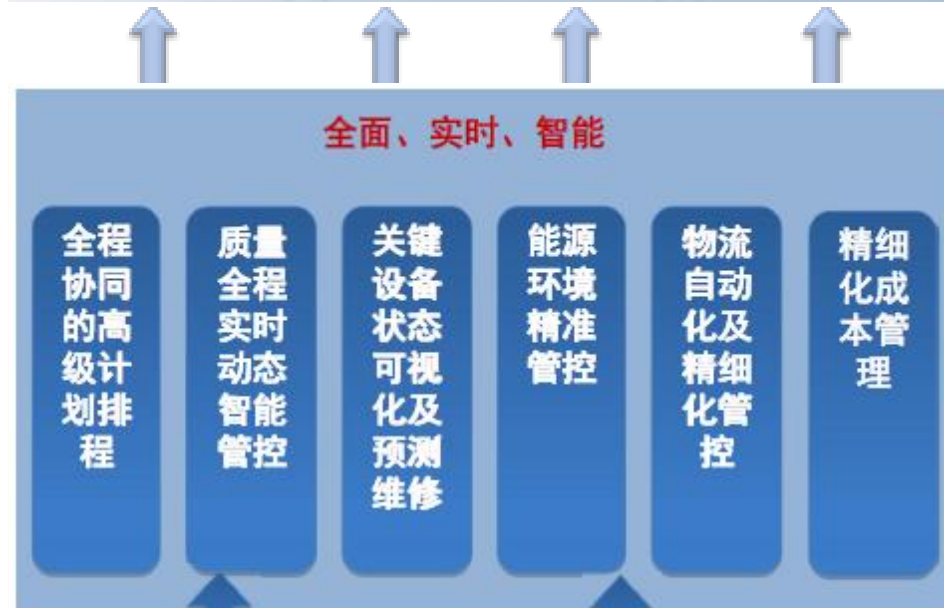 全面、实时、智能
全程
协同
的高
级计
划排
程
质量
全程
实时
动态
智能
管控
关键
设备
状态
可视
化及
预测
维修
能源
环境
精准
管控
物流
自动
化及
精细
化管
控
精细
化成
本管
理